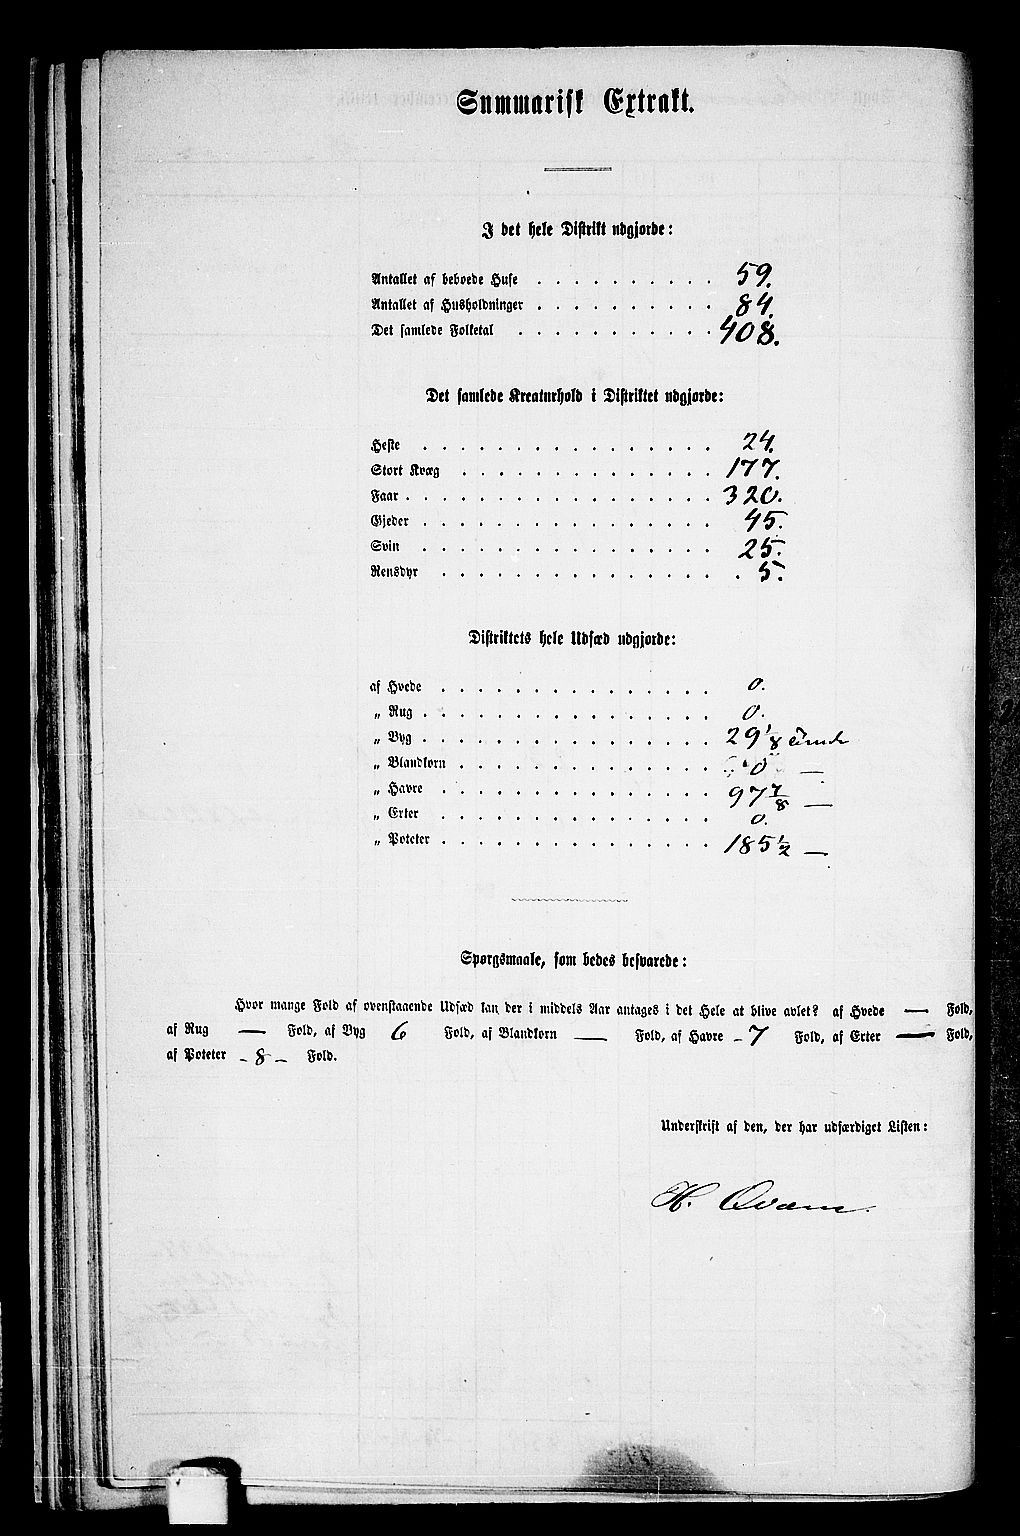 Summarisk Extrakt.
I det hele Distrikt udgjorde:
Antallet af beboede Huse . . . . . . . . . . 59.
Antallet af Husholdninger . . . . . . . . . . 84.
Det samlede Folketal . . . . . . . . . . . 408.
Det samlede Kreaturhold i Distriktet udgjorde:
Heste . . . . . . . . . . . . . . . 24.
Stort Kvæg . . . . . . . . . . . . . 177.
Faar . . . . . . . . . . . . . . . . 320.
Gjeder . . . . . . . . . . . . . . . 45.
Svin . . . . . . . . . . . . . . . 25.
Rensdyr . . . . . . . . . . . . . . . 5.
Distriktets hele Udsæd udgjorde:
af Hvede . . . . . . . . . . . . . . 0.
„ Rug . . . . . . . . . . . . . . . 0.
„ Byg . . . . . . . . . . . . . . . 29 1/8
„ Blandkorn . . . . . . . . . . . . . 0 —
„ Havre . . . . . . . . . . . . . . 97 7/8 —
„ Erter . . . . . . . . . . . . . . 0.
„ Poteter . . . . . . . . . . . . . . 185 1/2 —
Spørgsmaale, som bedes besvarede:
Hvor mange Fold af ovenstaaende Udsæd kan der i middels Aar antages i det Hele at blive avlet? af Hvede — Fold,
af Rug — Fold, af Byg 6 Fold, af Blandkorn — Fold, af Havre - 7 Fold, af Erter — Fold,
af Poteter - 8 - Fold.
Underskrift af den, der har udfærdiget Listen:
H. Qvam.